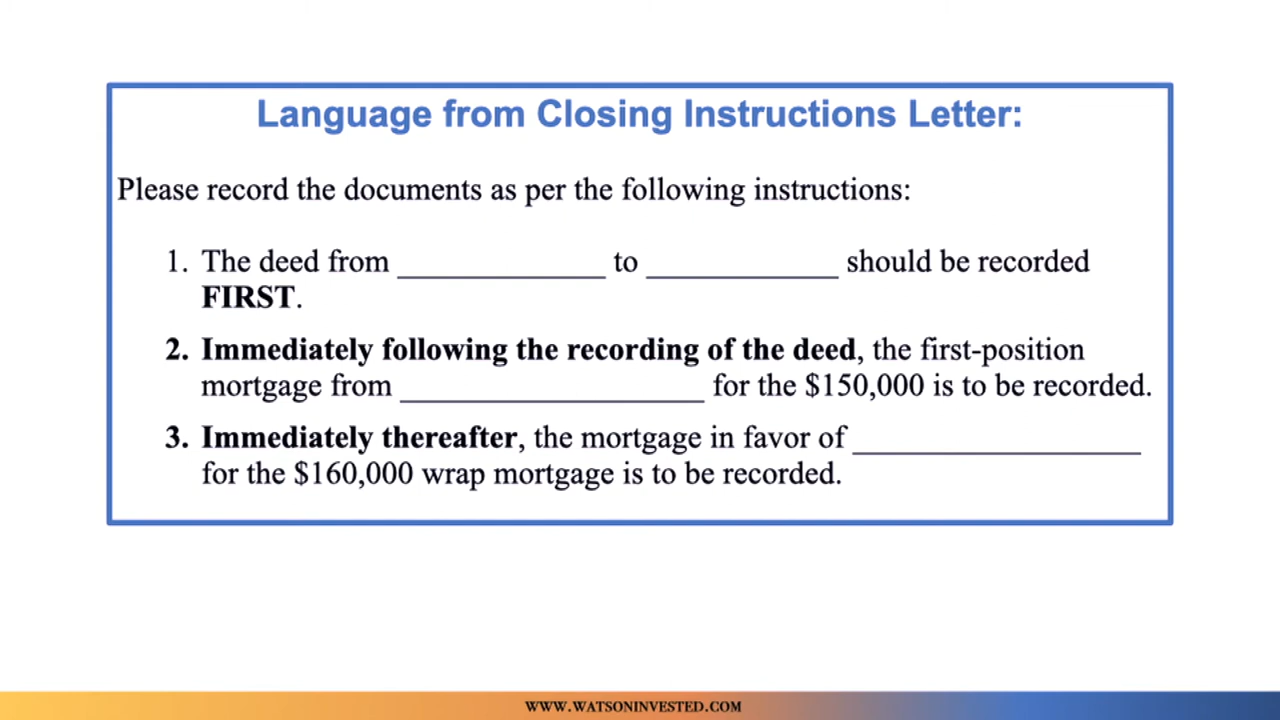 Language from Closing Instructions Letter:
Please record the documents as per the following instructions:
1. The deed from _____________ to ____________ should be recorded
FIRST.
2. Immediately following the recording of the deed, the first-position
mortgage from ___________________ for the $150,000 is to be recorded.
3. Immediately thereafter, the mortgage in favor of __________________
for the $160,000 wrap mortgage is to be recorded.
WWW.WATSONINVESTED.COM